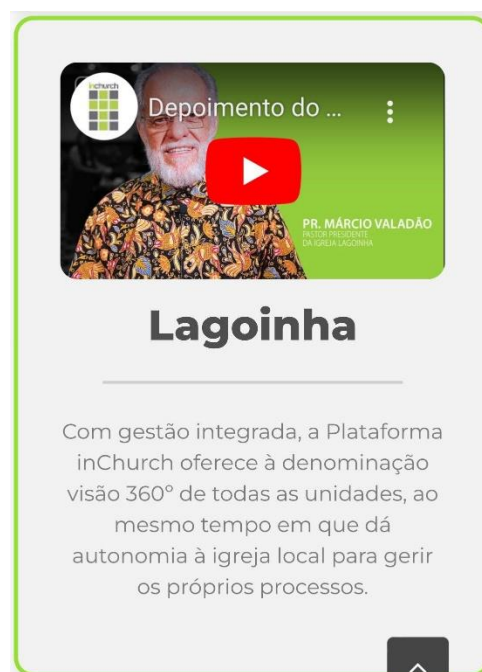 inchurch
Depoimento do ...
PR. MÁRCIO VALADÃO
PASTOR PRESIDENTE
DA IGREJA LAGOINHA
Lagoinha
Com gestão integrada, a Plataforma
inChurch oferece à denominação
visão 360º de todas as unidades, ao
mesmo tempo em que dá
autonomia à igreja local para gerir
os próprios processos.